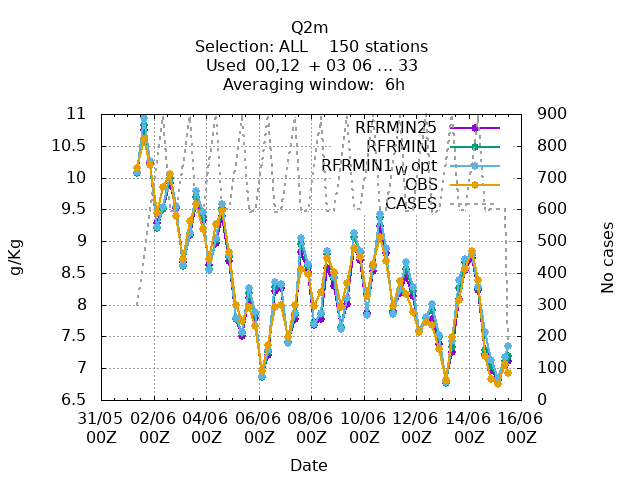 Q2m
Selection: ALL    150 stations
Used 00,12 + 03 06 ... 33
Averaging window: 6h
11
10.5
10
9.5
9
8.5
8
7.5
7
6.5
g/Kg
RFRMIN25
RFRMIN1
RFRMIN1w opt
OBS
CASES
900
800
700
600
500
400
300
200
100
0
No cases
31/05 02/06 04/06 06/06 08/06 10/06 12/06 14/06 16/06
00Z 00Z 00Z 00Z 00Z 00Z 00Z 00Z 00Z
Date